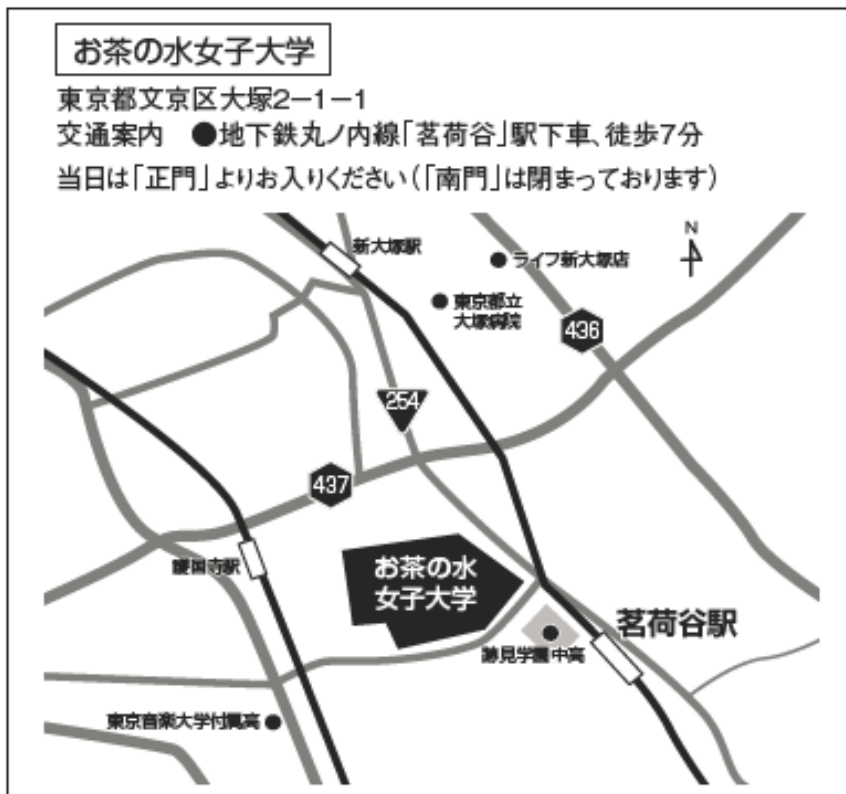 お茶の水女子大学
東京都文京区大塚2−1−1
交通案内　●地下鉄丸ノ内線「茗荷谷」駅下車、徒歩7分
当日は「正門」よりお入りください(「南門」は閉まっております)
N
新大塚駅
ライフ新大塚店
東京都立
大塚病院
436
254
437
護国寺駅
お茶の水
女子大学
茗荷谷駅
跡見学園中高
東京音楽大学付属高